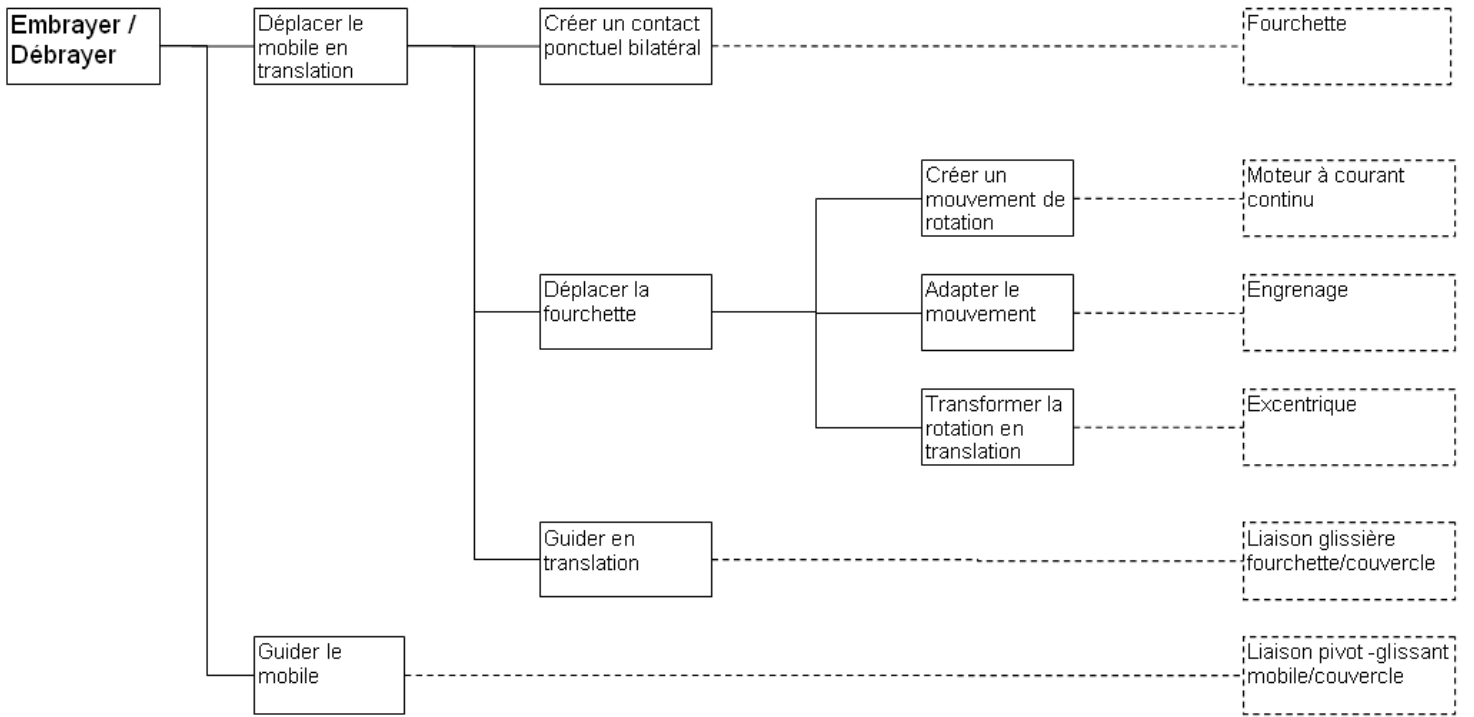 Embrayer /
Débrayer
Déplacer le
mobile en
translation
Créer un contact
ponctuel bilatéral
Fourchette
Créer un
mouvement de
rotation
Moteur à courant
continu
Déplacer la
fourchette
Adapter le
mouvement
Engrenage
Transformer la
rotation en
translation
Excentrique
Guider en
translation
Liaison glissière
fourchette/couvercle
Guider le
mobile
Liaison pivot -glissant
mobile/couvercle